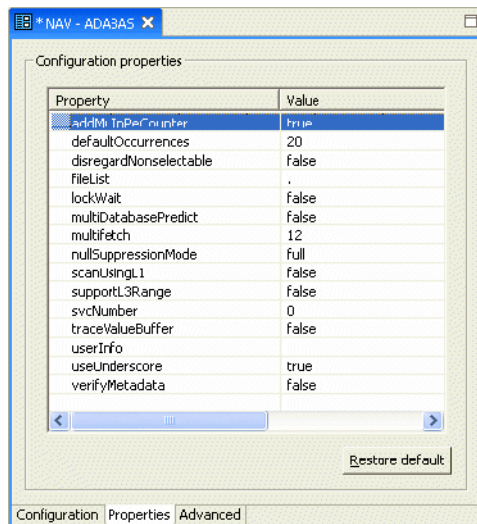 *NAV - ADABAS
Configuration properties
Property Value
addMuInPeCounter true
defaultOccurrences 20
disregardNonselectable false
fileList .
lockWait false
multiDatabasePredict false
multifetch 12
nullSuppressionMode full
scanUsingL1 false
supportL3Range false
svcNumber 0
traceValueBuffer false
userInfo
useUnderscore true
verifyMetadata false
Restore default
Configuration Properties Advanced